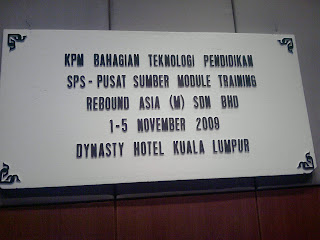 KPM BAHAGIAN TEKNOLOGI PENDIDIKAN
SPS - PUSAT SUMBER MODULE TRAINING
REBOUND ASIA (M) SDN BHD
1-5 NOVEMBER 2009
DYNASTY HOTEL KUALA LUMPUR